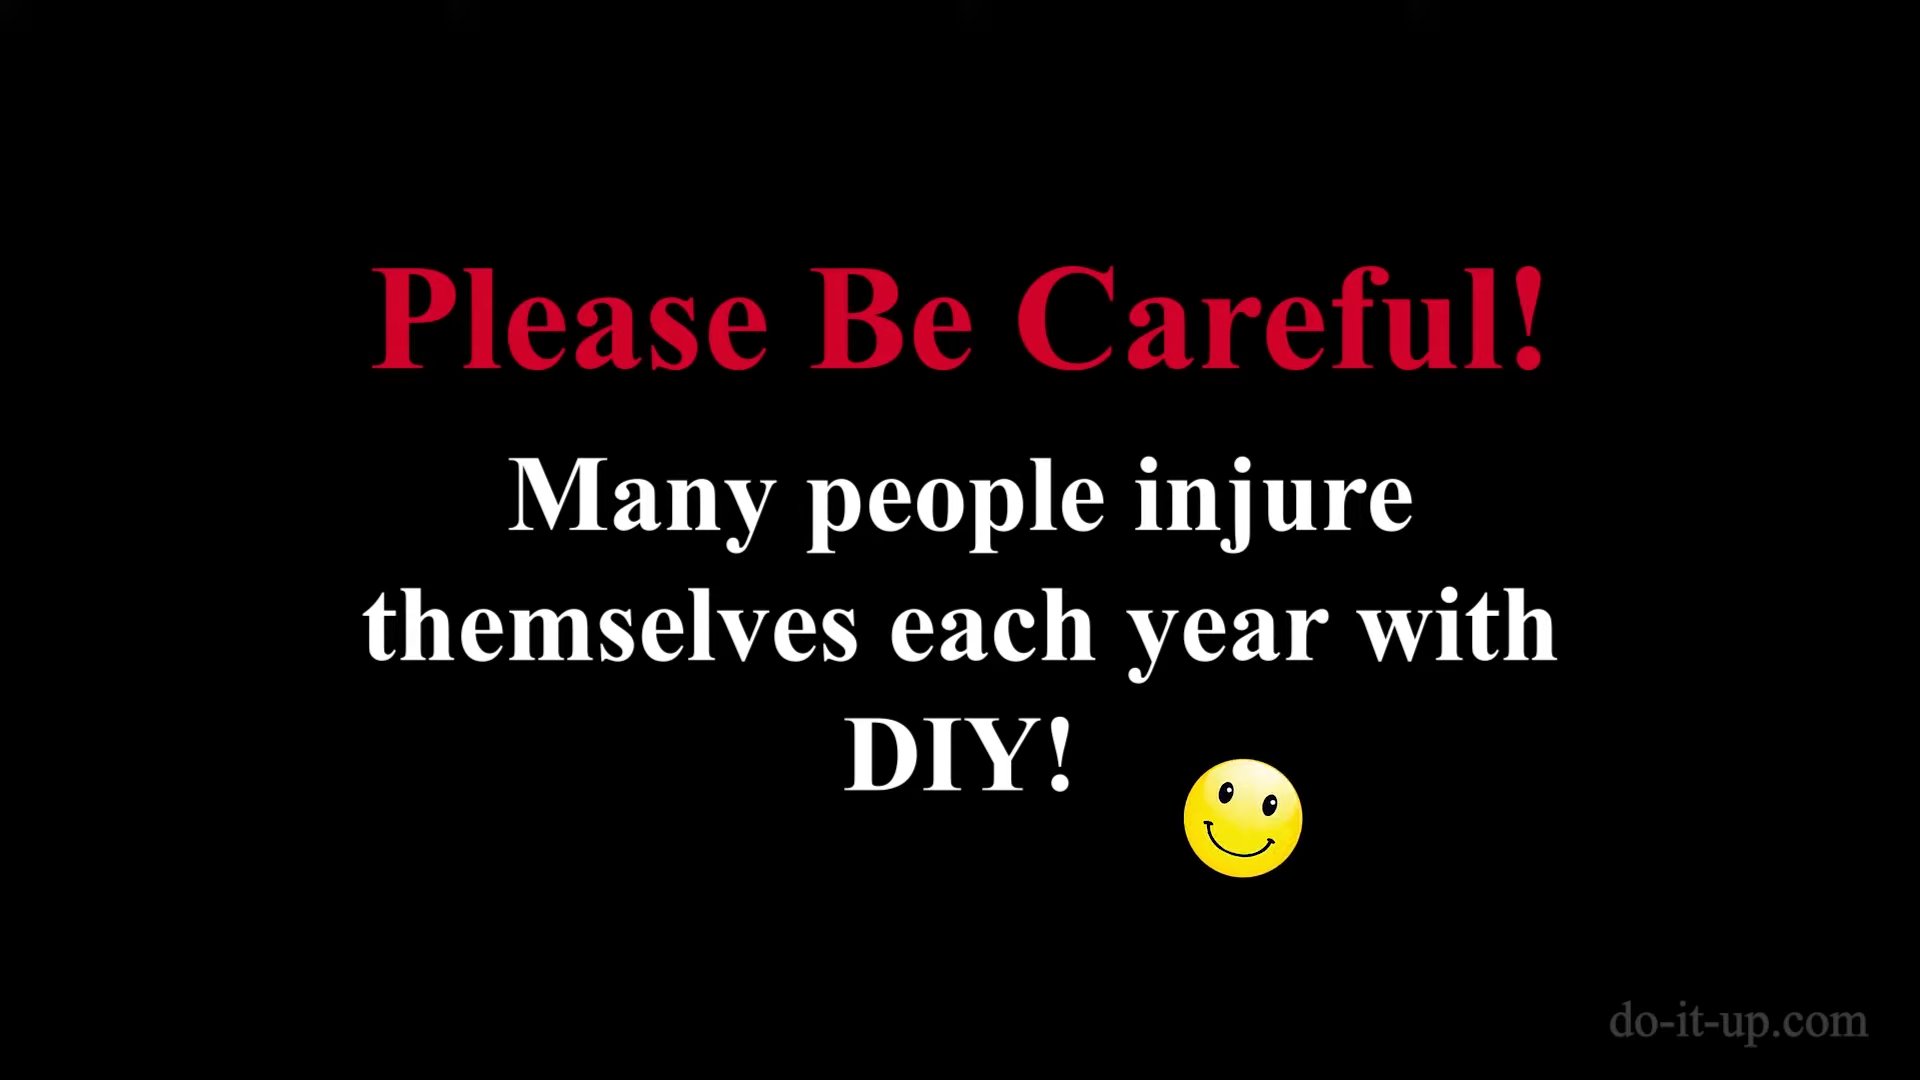 Please Be Careful!
Many people injure
themselves each year with
DIY!
do-it-up.com